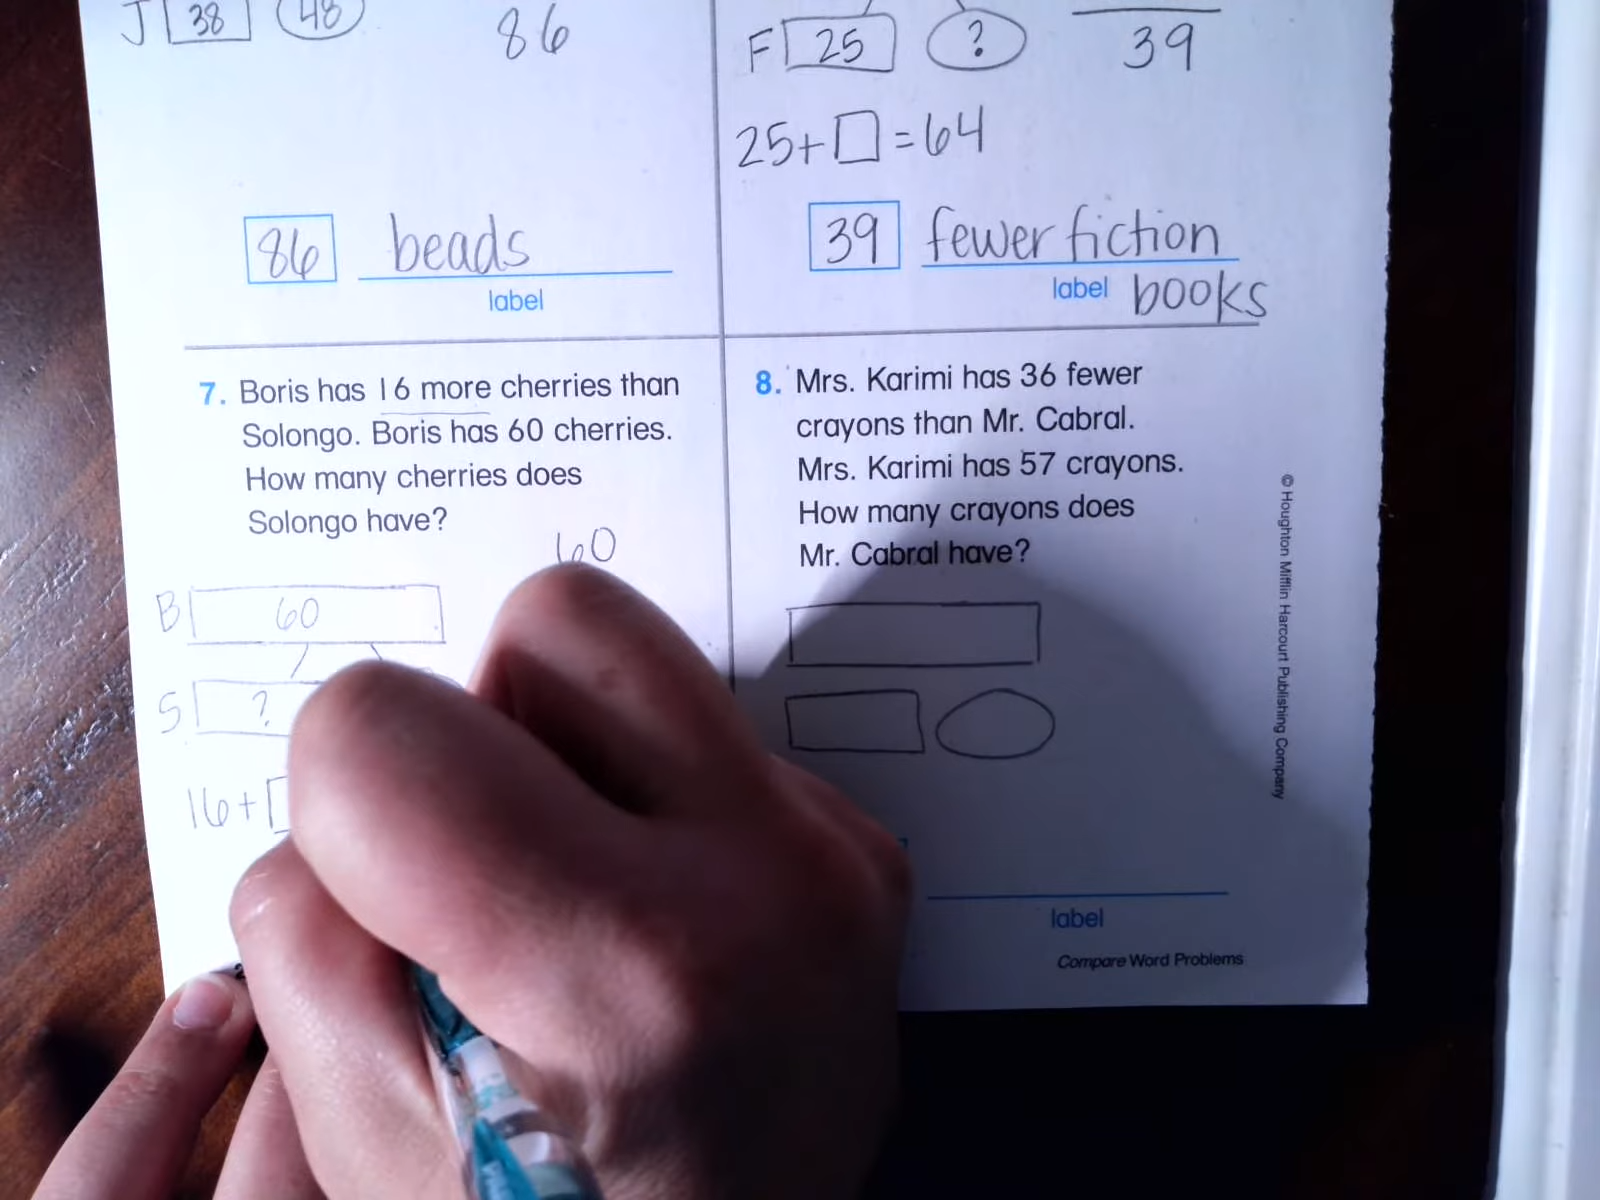 J 38 48 86
F 25 ? 39
25+□=64
86 beads
label
39 fewer fiction
label books
7. Boris has 16 more cherries than
Solongo. Boris has 60 cherries.
How many cherries does
Solongo have?
60
B 60
S ?
16+
8. Mrs. Karimi has 36 fewer
crayons than Mr. Cabral.
Mrs. Karimi has 57 crayons.
How many crayons does
Mr. Cabral have?
label
Compare Word Problems
© Houghton Mifflin Harcourt Publishing Company